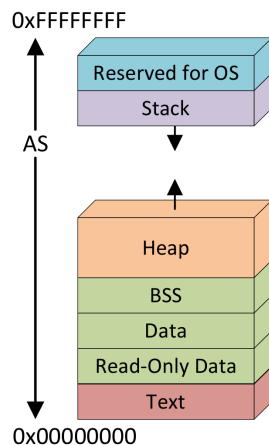 0xFFFFFFFF
Reserved for OS
Stack
AS
Heap
BSS
Data
Read-Only Data
Text
0x00000000